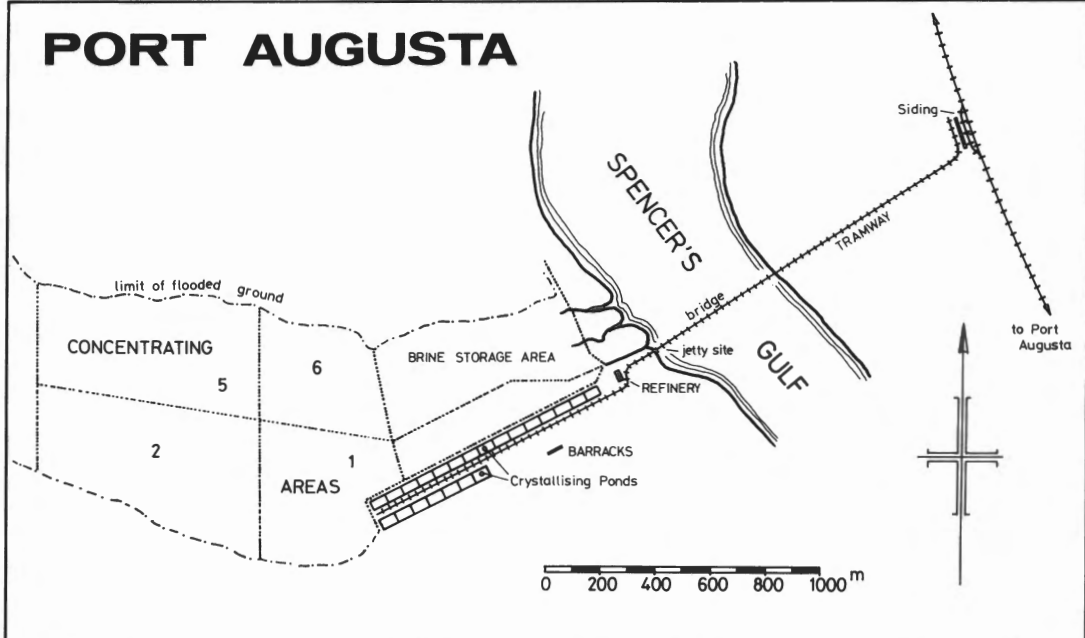 PORT AUGUSTA
Siding
SPENCER'S
GULF
TRAMWAY
bridge
to Port
Augusta
limit of flooded ground
CONCENTRATING
5
6
BRINE STORAGE AREA
jetty site
REFINERY
2
1
AREAS
BARRACKS
Crystallising Ponds
0 200 400 600 800 1000 m